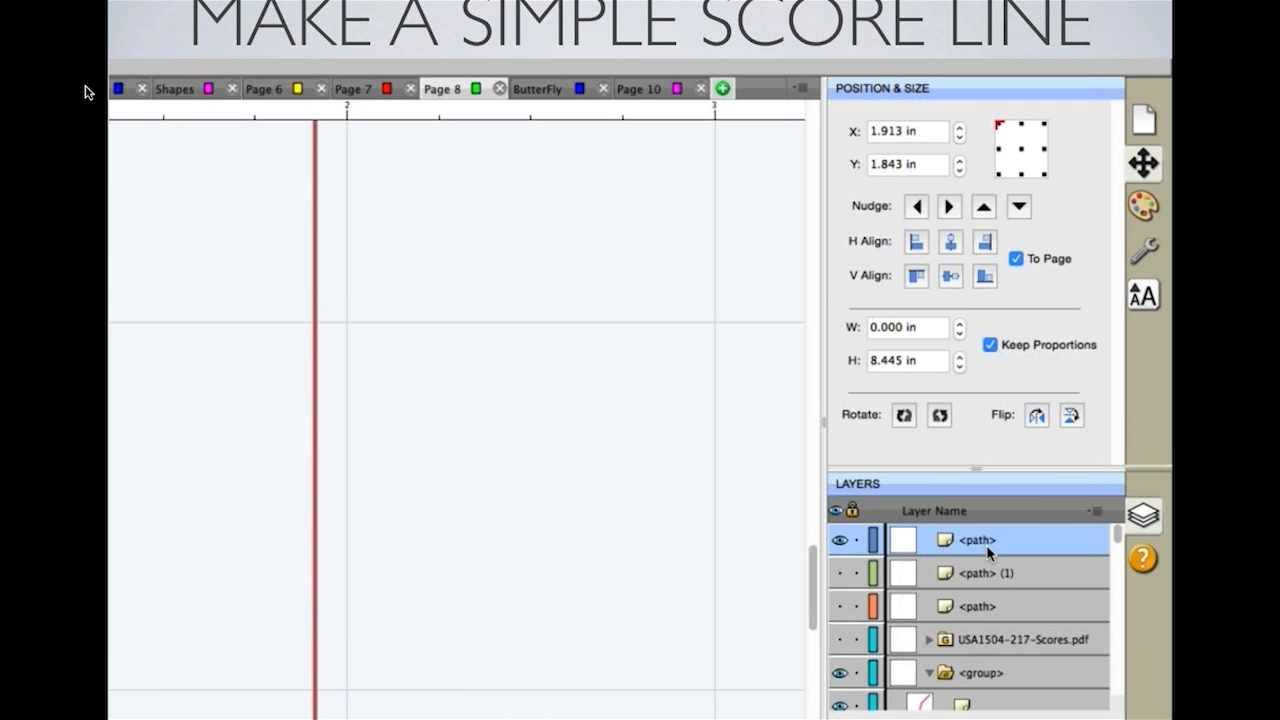 MAKE A SIMPLE SCORE LINE
Shapes Page 6 Page 7 Page 8 ButterFly Page 10
2 3
POSITION & SIZE
X: 1.913 in
Y: 1.843 in
Nudge:
H Align:
To Page
V Align:
W: 0.000 in
Keep Proportions
H: 8.445 in
Rotate: Flip:
LAYERS
Layer Name
<path>
<path> (1)
<path>
G USA1504-217-Scores.pdf
<group>
AA
?